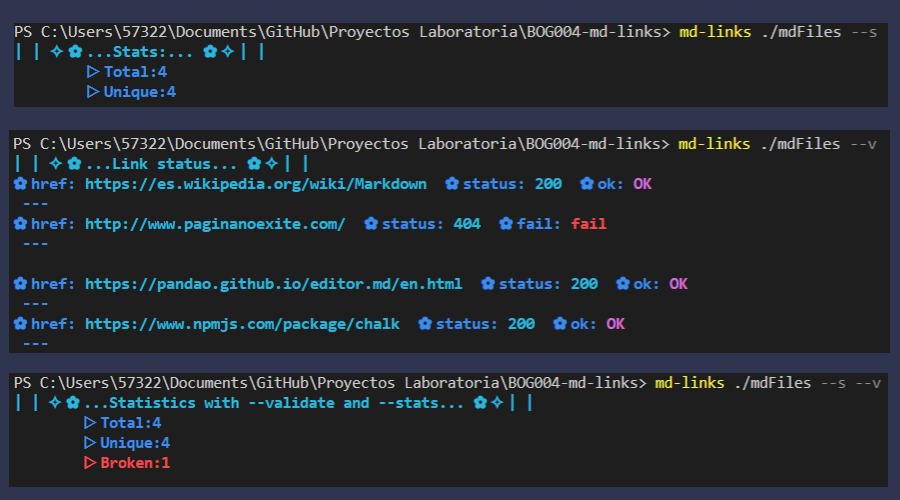 PS C:\Users\57322\Documents\GitHub\Proyectos Laboratoria\BOG004-md-links> md-links ./mdFiles --s
| | ✧ ✿ ...Stats:... ✿ ✧ | |
▷ Total:4
▷ Unique:4
PS C:\Users\57322\Documents\GitHub\Proyectos Laboratoria\BOG004-md-links> md-links ./mdFiles --v
| | ✧ ✿ ...Link status... ✿ ✧ | |
✿ href: https://es.wikipedia.org/wiki/Markdown ✿ status: 200 ✿ ok: OK
---
✿ href: http://www.paginanoexite.com/ ✿ status: 404 ✿ fail: fail
---
✿ href: https://pandao.github.io/editor.md/en.html ✿ status: 200 ✿ ok: OK
---
✿ href: https://www.npmjs.com/package/chalk ✿ status: 200 ✿ ok: OK
---
PS C:\Users\57322\Documents\GitHub\Proyectos Laboratoria\BOG004-md-links> md-links ./mdFiles --s --v
| | ✧ ✿ ...Statistics with --validate and --stats... ✿ ✧ | |
▷ Total:4
▷ Unique:4
▷ Broken:1